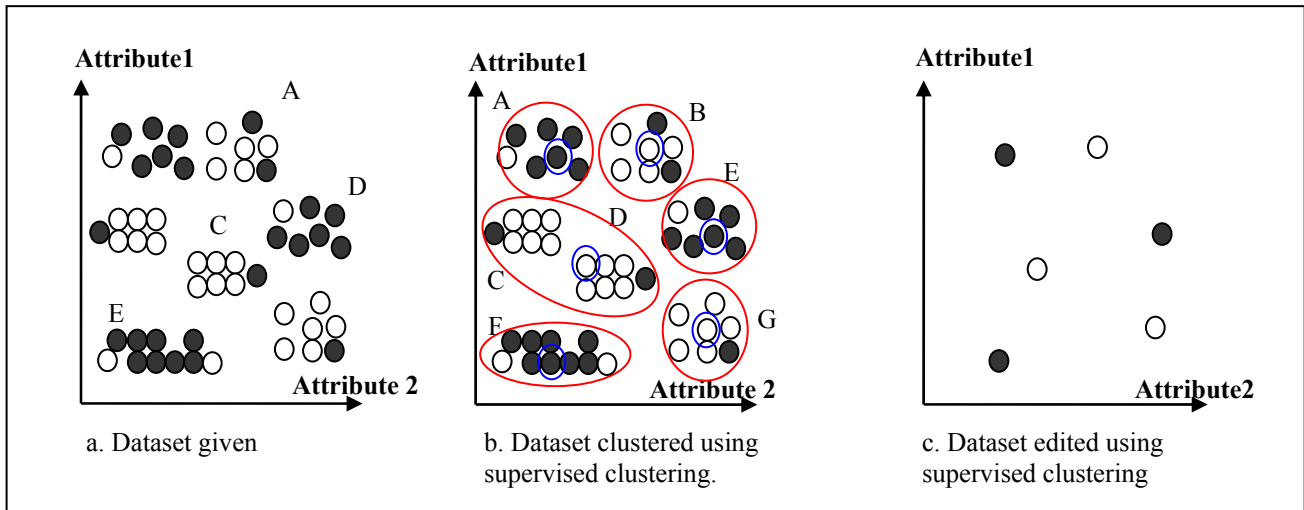 Attribute1
A
D
C
E
Attribute 2
a. Dataset given
Attribute1
A
B
E
D
C
F
G
Attribute 2
b. Dataset clustered using
supervised clustering.
Attribute1
Attribute2
c. Dataset edited using
supervised clustering